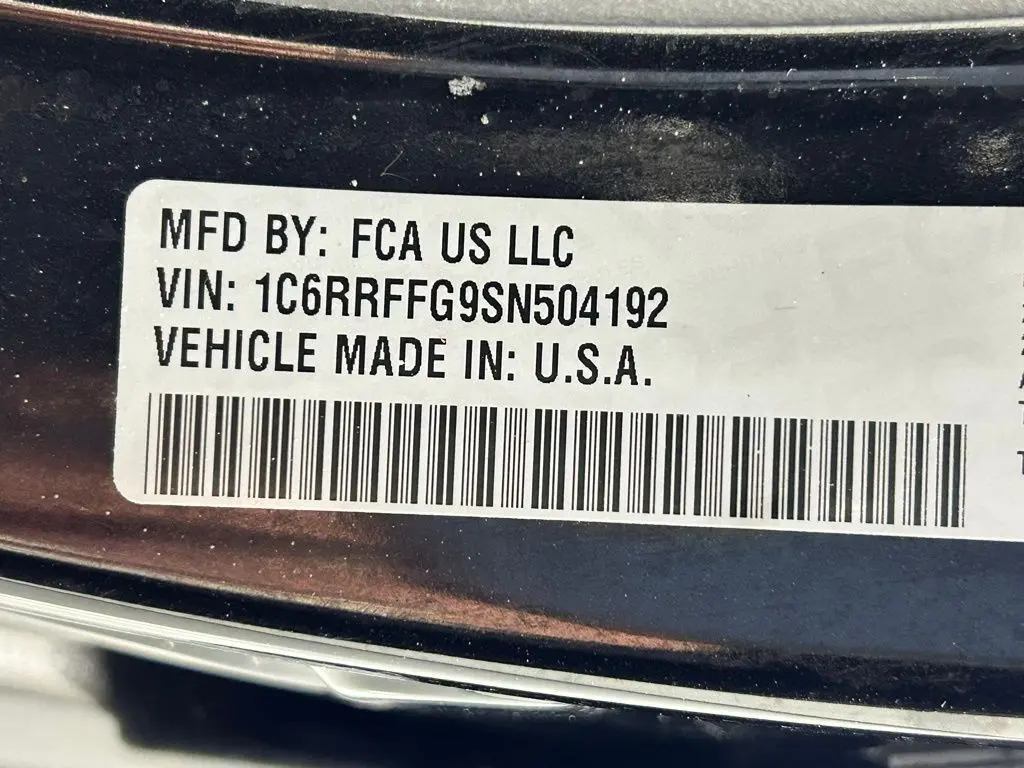 MFD BY: FCA US LLC
VIN: 1C6RRFFG9SN504192
VEHICLE MADE IN: U.S.A.